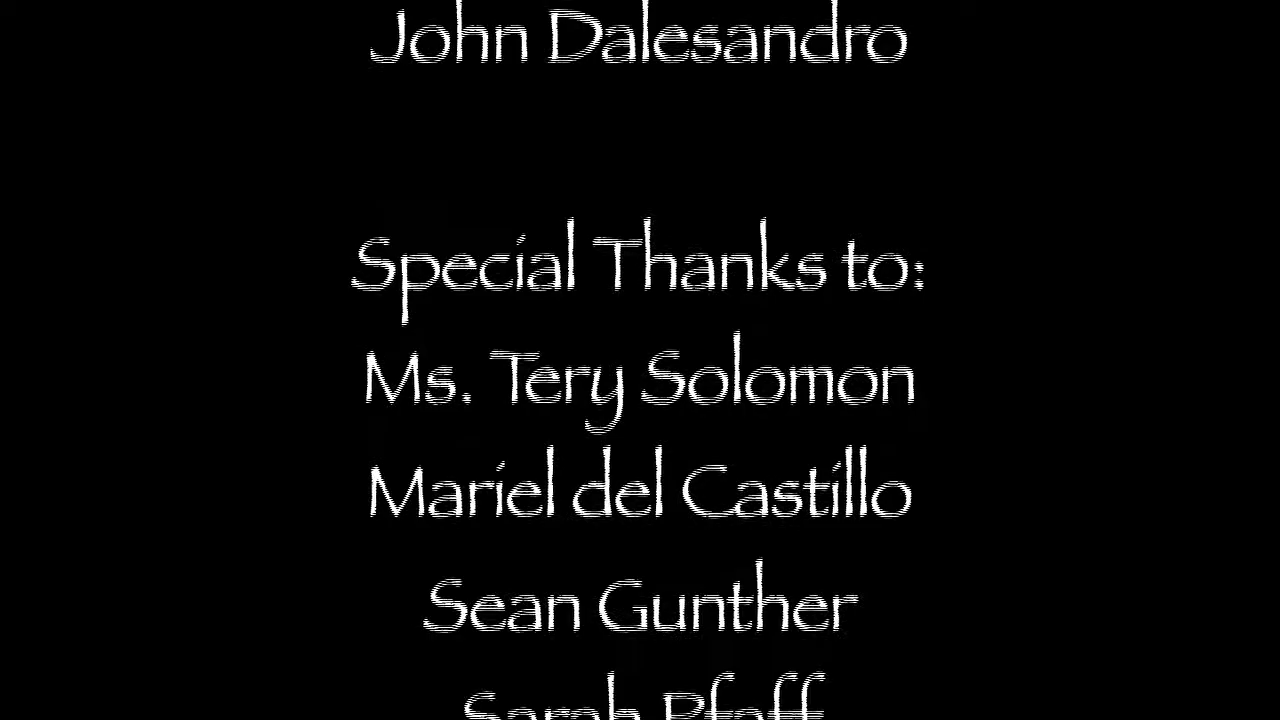 John Dalesandro
Special Thanks to:
Ms. Tery Solomon
Mariel del Castillo
Sean Gunther
Sarah Pfaff